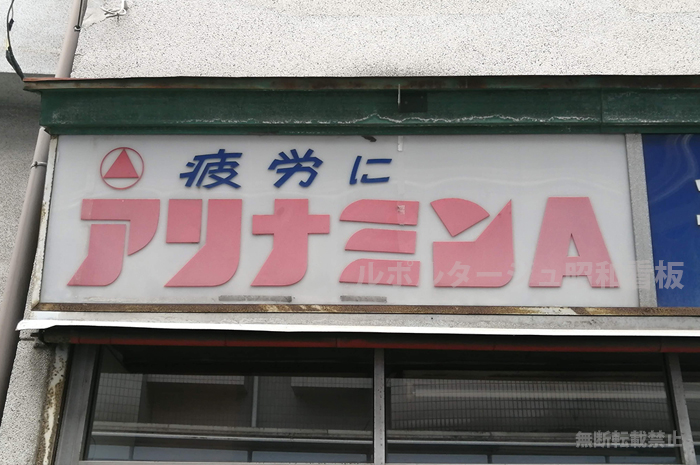 疲労に
アリナミンA
ルポルタージュ昭和看板
無断転載禁止